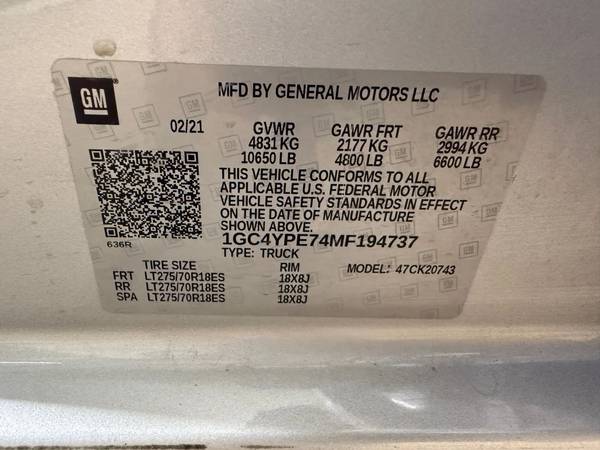 GM
MFD BY GENERAL MOTORS LLC
02/21 GVWR GAWR FRT GAWR RR
4831 KG 2177 KG 2994 KG
10650 LB 4800 LB 6600 LB
THIS VEHICLE CONFORMS TO ALL
APPLICABLE U.S. FEDERAL MOTOR
VEHICLE SAFETY STANDARDS IN EFFECT
ON THE DATE OF MANUFACTURE
SHOWN ABOVE.
636R 1GC4YPE74MF194737
TYPE: TRUCK
TIRE SIZE RIM MODEL: 47CK20743
FRT LT275/70R18ES 18X8J
RR LT275/70R18ES 18X8J
SPA LT275/70R18ES 18X8J